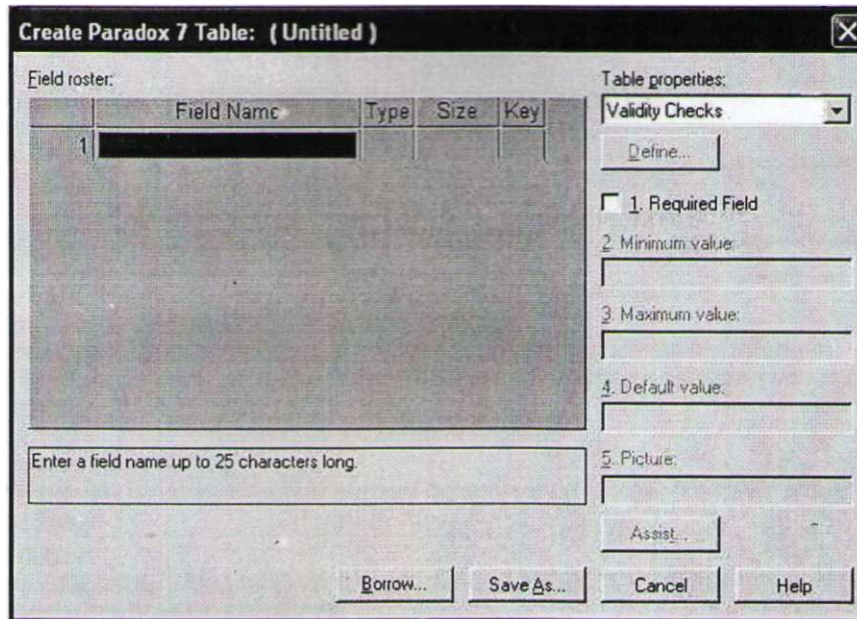 Create Paradox 7 Table: ( Untitled )
Field roster:
Field Name Type Size Key
1
Enter a field name up to 25 characters long.
Table properties:
Validity Checks
Define...
1. Required Field
2. Minimum value:
3. Maximum value:
4. Default value:
5. Picture:
Assist...
Borrow... Save As... Cancel Help